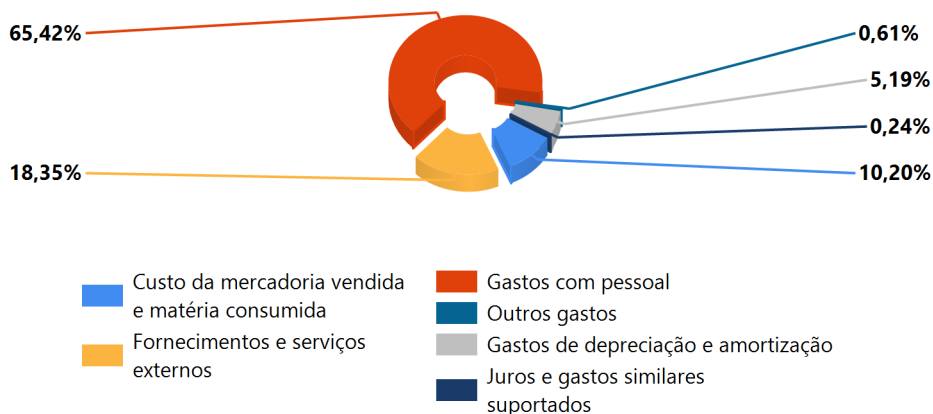 65,42%
0,61%
5,19%
0,24%
18,35%
10,20%
Custo da mercadoria vendida
e matéria consumida
Fornecimentos e serviços
externos
Gastos com pessoal
Outros gastos
Gastos de depreciação e amortização
Juros e gastos similares
suportados